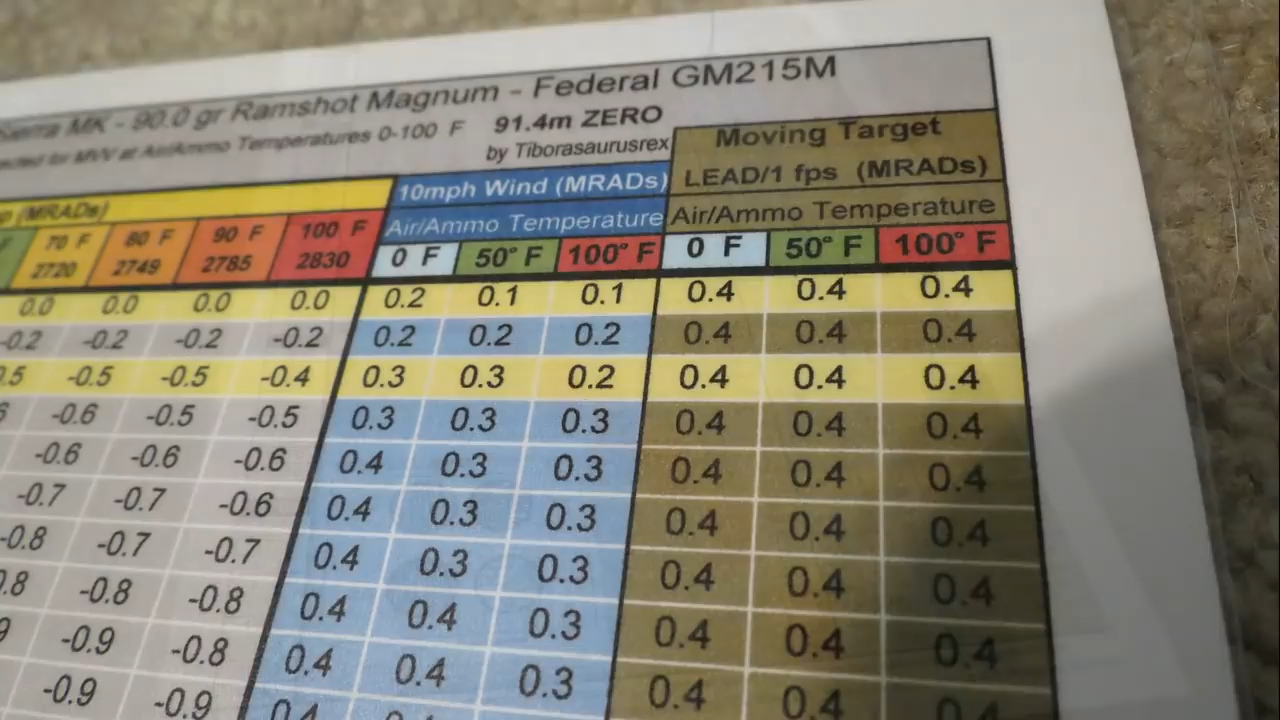 Sierra MK - 90.0 gr Ramshot Magnum - Federal GM215M
for MVV at Air/Ammo Temperatures 0-100 F 91.4m ZERO
by Tiborasaurusrex
Moving Target
(MRADs) 10mph Wind (MRADs) LEAD/1 fps (MRADs)
Air/Ammo Temperature Air/Ammo Temperature
F 70 F 80 F 90 F 100 F 0 F 50° F 100° F 0 F 50° F 100° F
2720 2749 2785 2830
0.0 0.0 0.0 0.0 0.2 0.1 0.1 0.4 0.4 0.4
-0.2 -0.2 -0.2 -0.2 0.2 0.2 0.2 0.4 0.4 0.4
0.5 -0.5 -0.5 -0.4 0.3 0.3 0.2 0.4 0.4 0.4
-0.6 -0.5 -0.5 0.3 0.3 0.3 0.4 0.4 0.4
-0.6 -0.6 -0.6 0.4 0.3 0.3 0.4 0.4 0.4
-0.7 -0.7 -0.6 0.4 0.3 0.3 0.4 0.4 0.4
-0.8 -0.7 -0.7 0.4 0.3 0.3 0.4 0.4 0.4
0.8 -0.8 -0.8 0.4 0.4 0.3 0.4 0.4 0.4
9 -0.9 -0.8 0.4 0.4 0.3 0.4 0.4 0.4
-0.9 -0.9 0.4 0.4 0.4 0.4